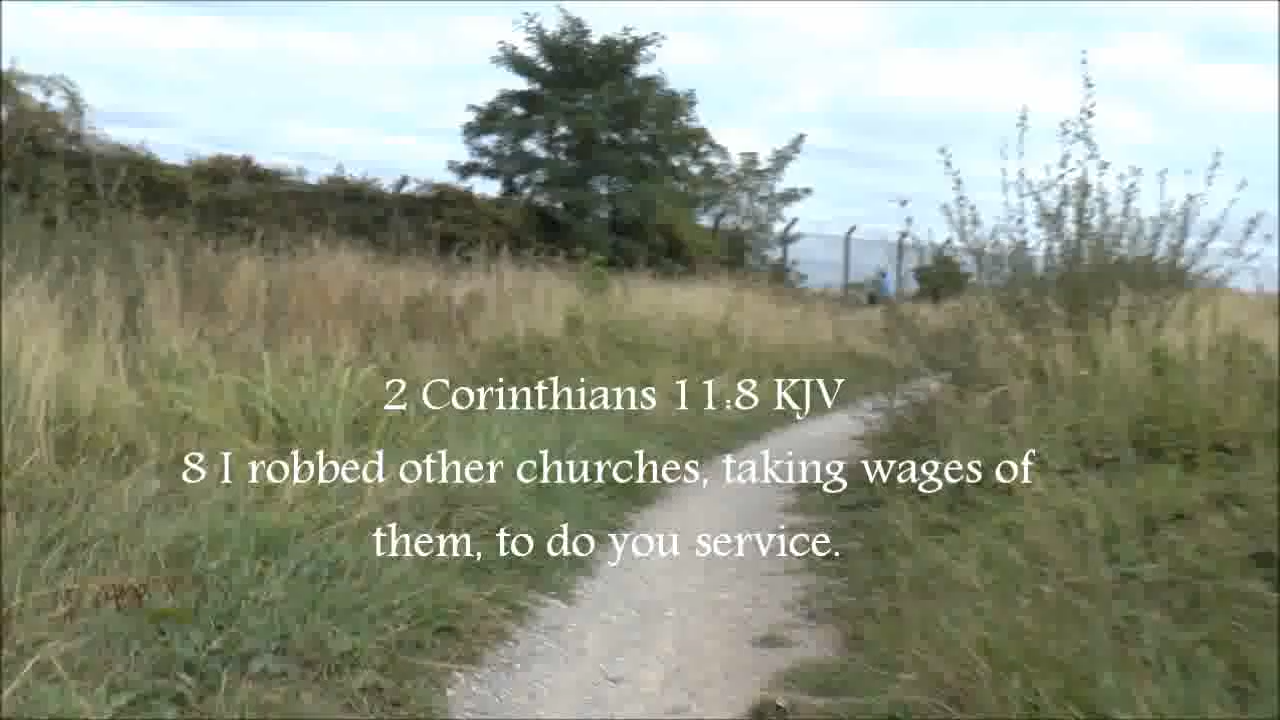 2 Corinthians 11:8 KJV
8 I robbed other churches, taking wages of
them, to do you service.